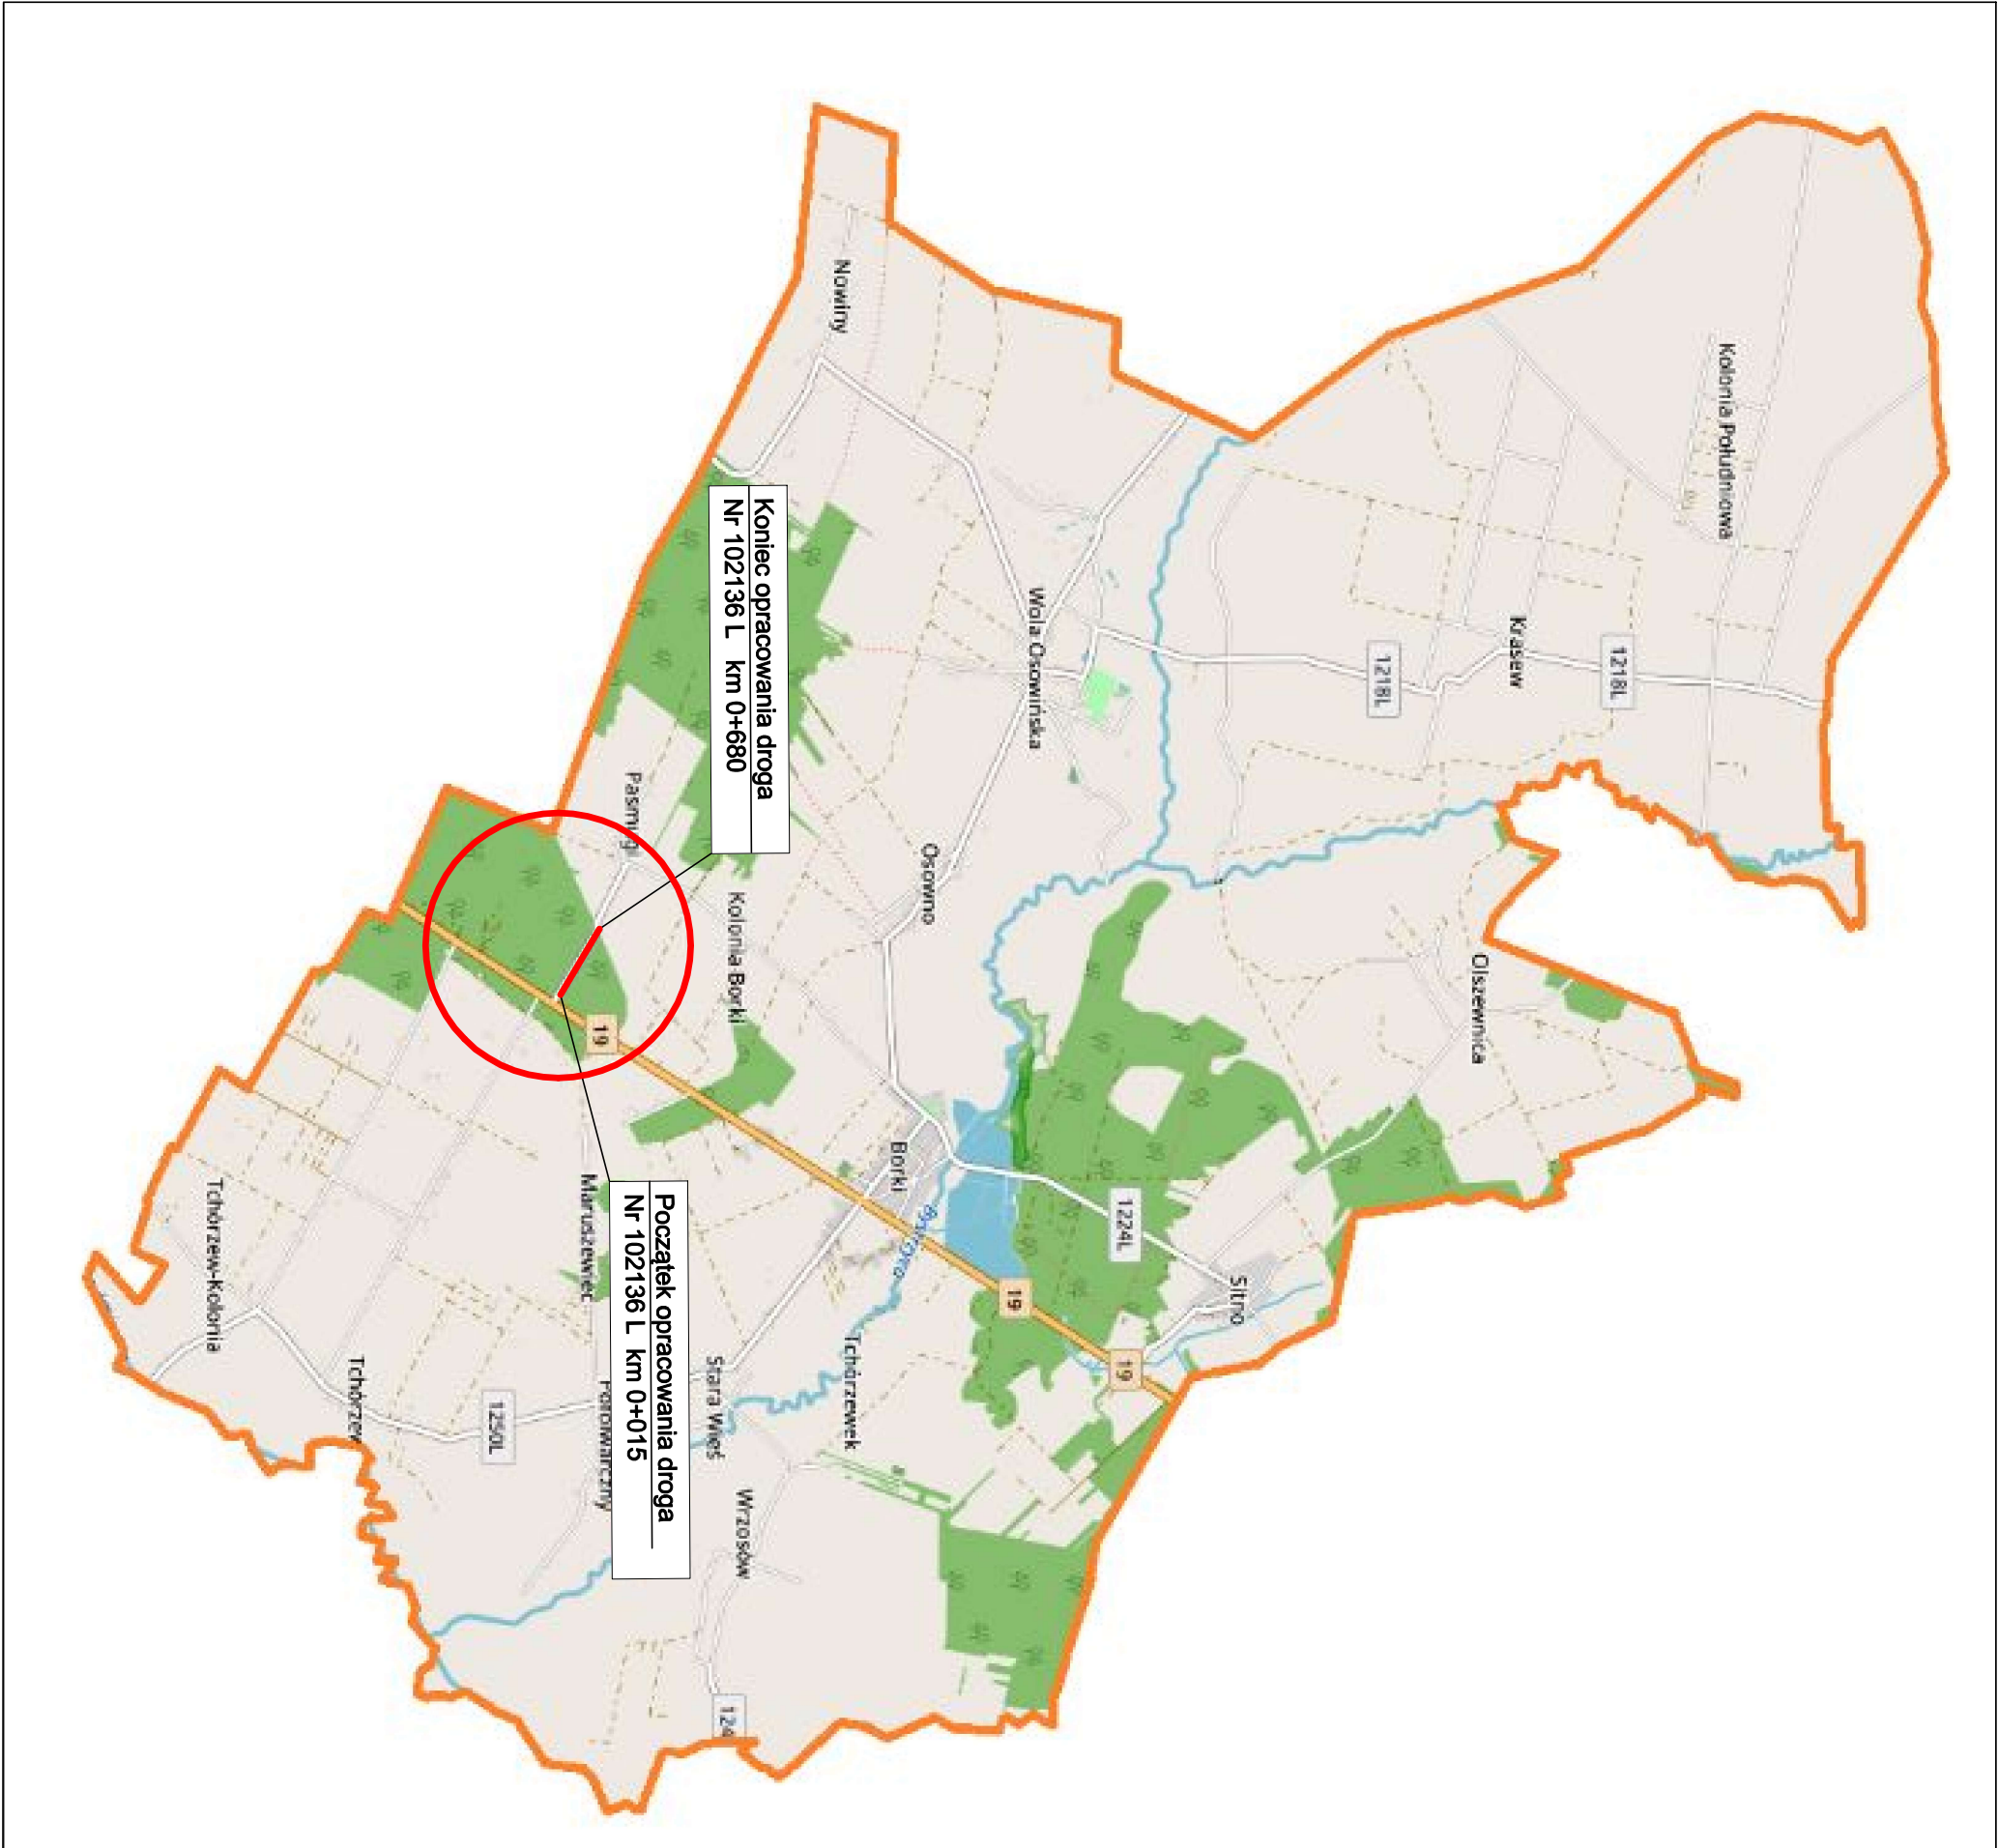 Kolonia Południowa
1218L
Krasew
1218L
Nowiny
Wola Osowińska
Koniec opracowania droga
Nr 102136 L km 0+680
Osowno
Olszewnica
Kolonia Borki
19
Borki
Bystrzyca
1224L
Sitno
19
19
Początek opracowania droga
Nr 102136 L km 0+015
Maruszewiec
Tchórzewek
Stara Wieś
Wrzosów
124
1250L
Tchórzew
Tchórzew-Kolonia